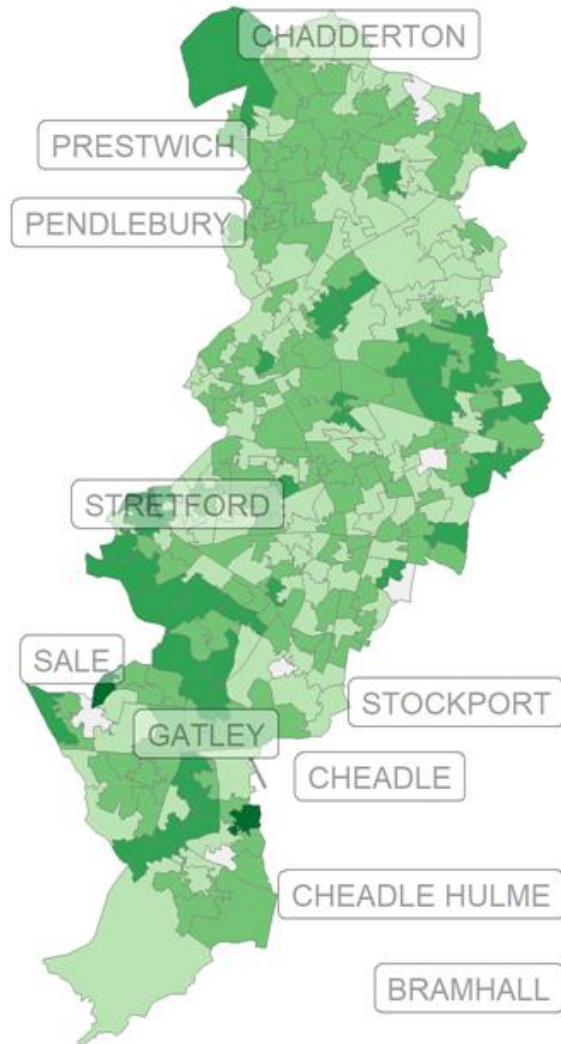 CHADDERTON
PRESTWICH
PENDLEBURY
STRETFORD
SALE
STOCKPORT
GATLEY
CHEADLE
CHEADLE HULME
BRAMHALL